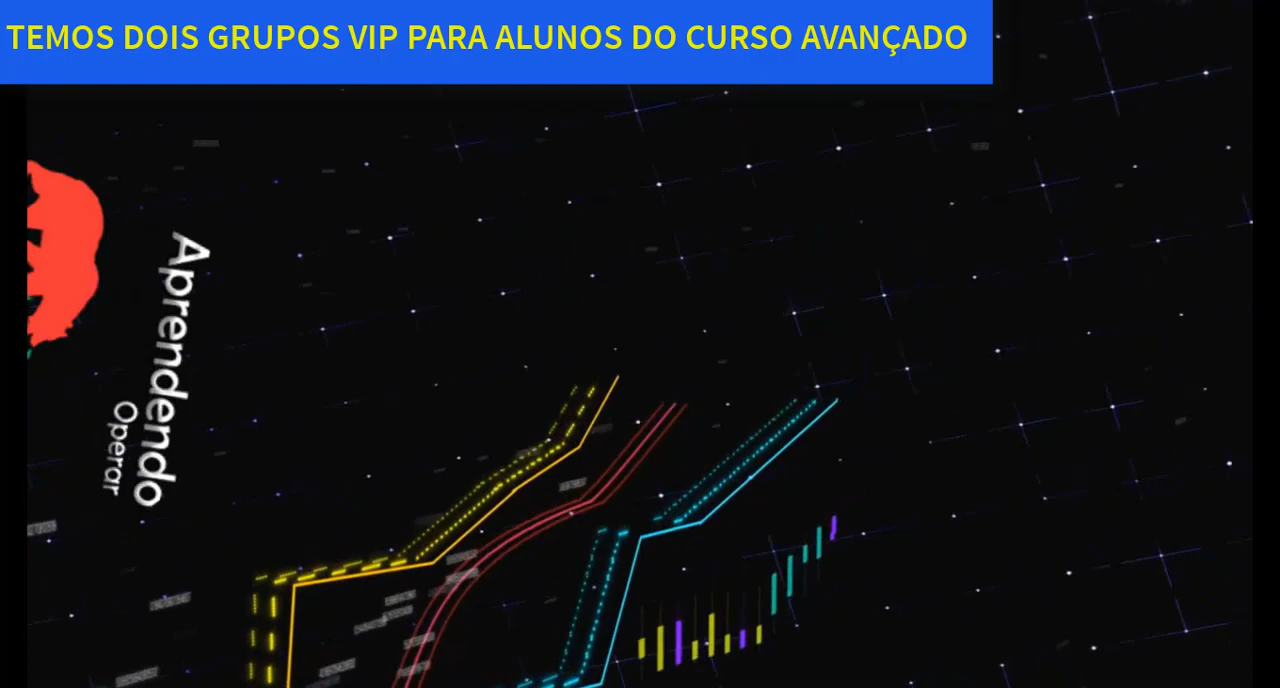 TEMOS DOIS GRUPOS VIP PARA ALUNOS DO CURSO AVANÇADO
Aprendendo
Operar